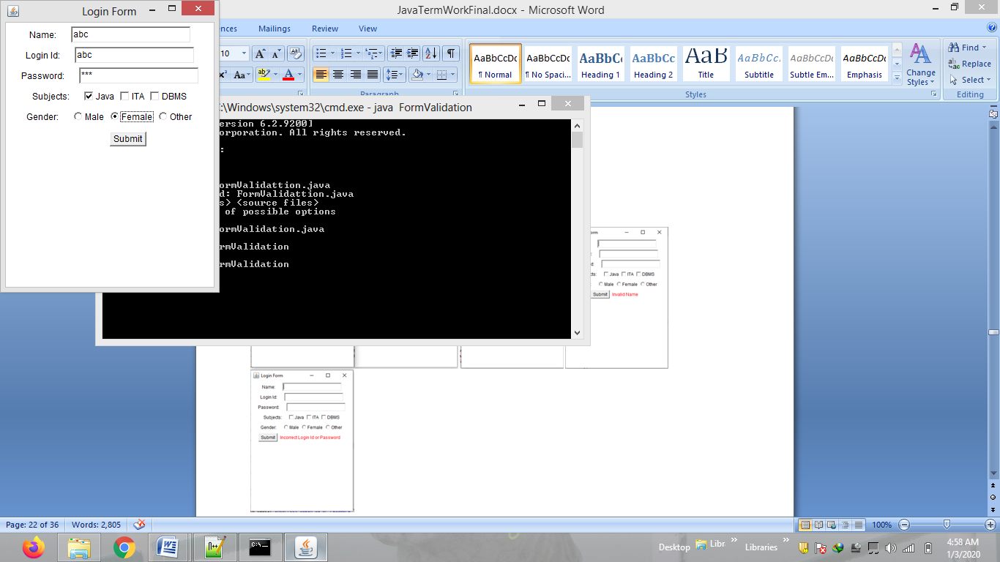 Login Form
Name: abc
Login Id: abc
Password: ***
Subjects: Java ITA DBMS
Gender: Male Female Other
Submit
JavaTermWorkFinal.docx - Microsoft Word
Mailings Review View
10 Aa
AaBbCcDc AaBbCcDc AaBbC AaBbCc AaB AaBbCc. AaBbCcDc AaBbCcDc
¶ Normal ¶ No Spaci... Heading 1 Heading 2 Title Subtitle Subtle Em... Emphasis
Change Styles
Find
Replace
Select
Paragraph Styles Editing
:\Windows\system32\cmd.exe - java FormValidation
ersion 6.2.9200]
orporation. All rights reserved.
:
ormValidattion.java
d: FormValidattion.java
s> <source files>
of possible options
ormValidation.java
rmValidation
rmValidation
Java ITA DBMS
Male Female Other
Submit Invalid Name
Login Form
Name:
Login Id:
Password:
Subjects: Java ITA DBMS
Gender: Male Female Other
Submit Incorrect Login Id or Password
Page: 22 of 36 Words: 2,805 100%
Desktop Libr Libraries
4:58 AM
1/3/2020